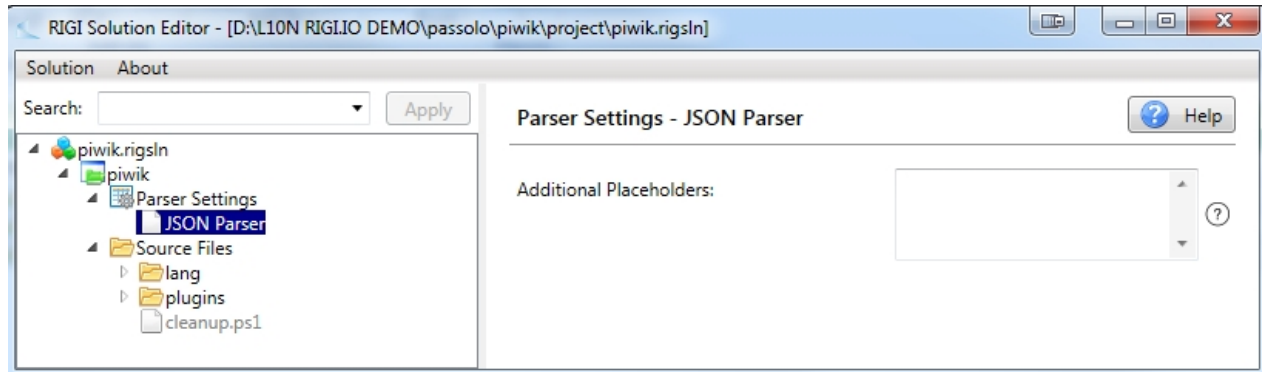 RIGI Solution Editor - [D:\L10N RIGI.IO DEMO\passolo\piwik\project\piwik.rigsln]
Solution About
Search: Apply
piwik.rigsln
piwik
Parser Settings
JSON Parser
Source Files
lang
plugins
cleanup.ps1
Parser Settings - JSON Parser
? Help
Additional Placeholders:
?